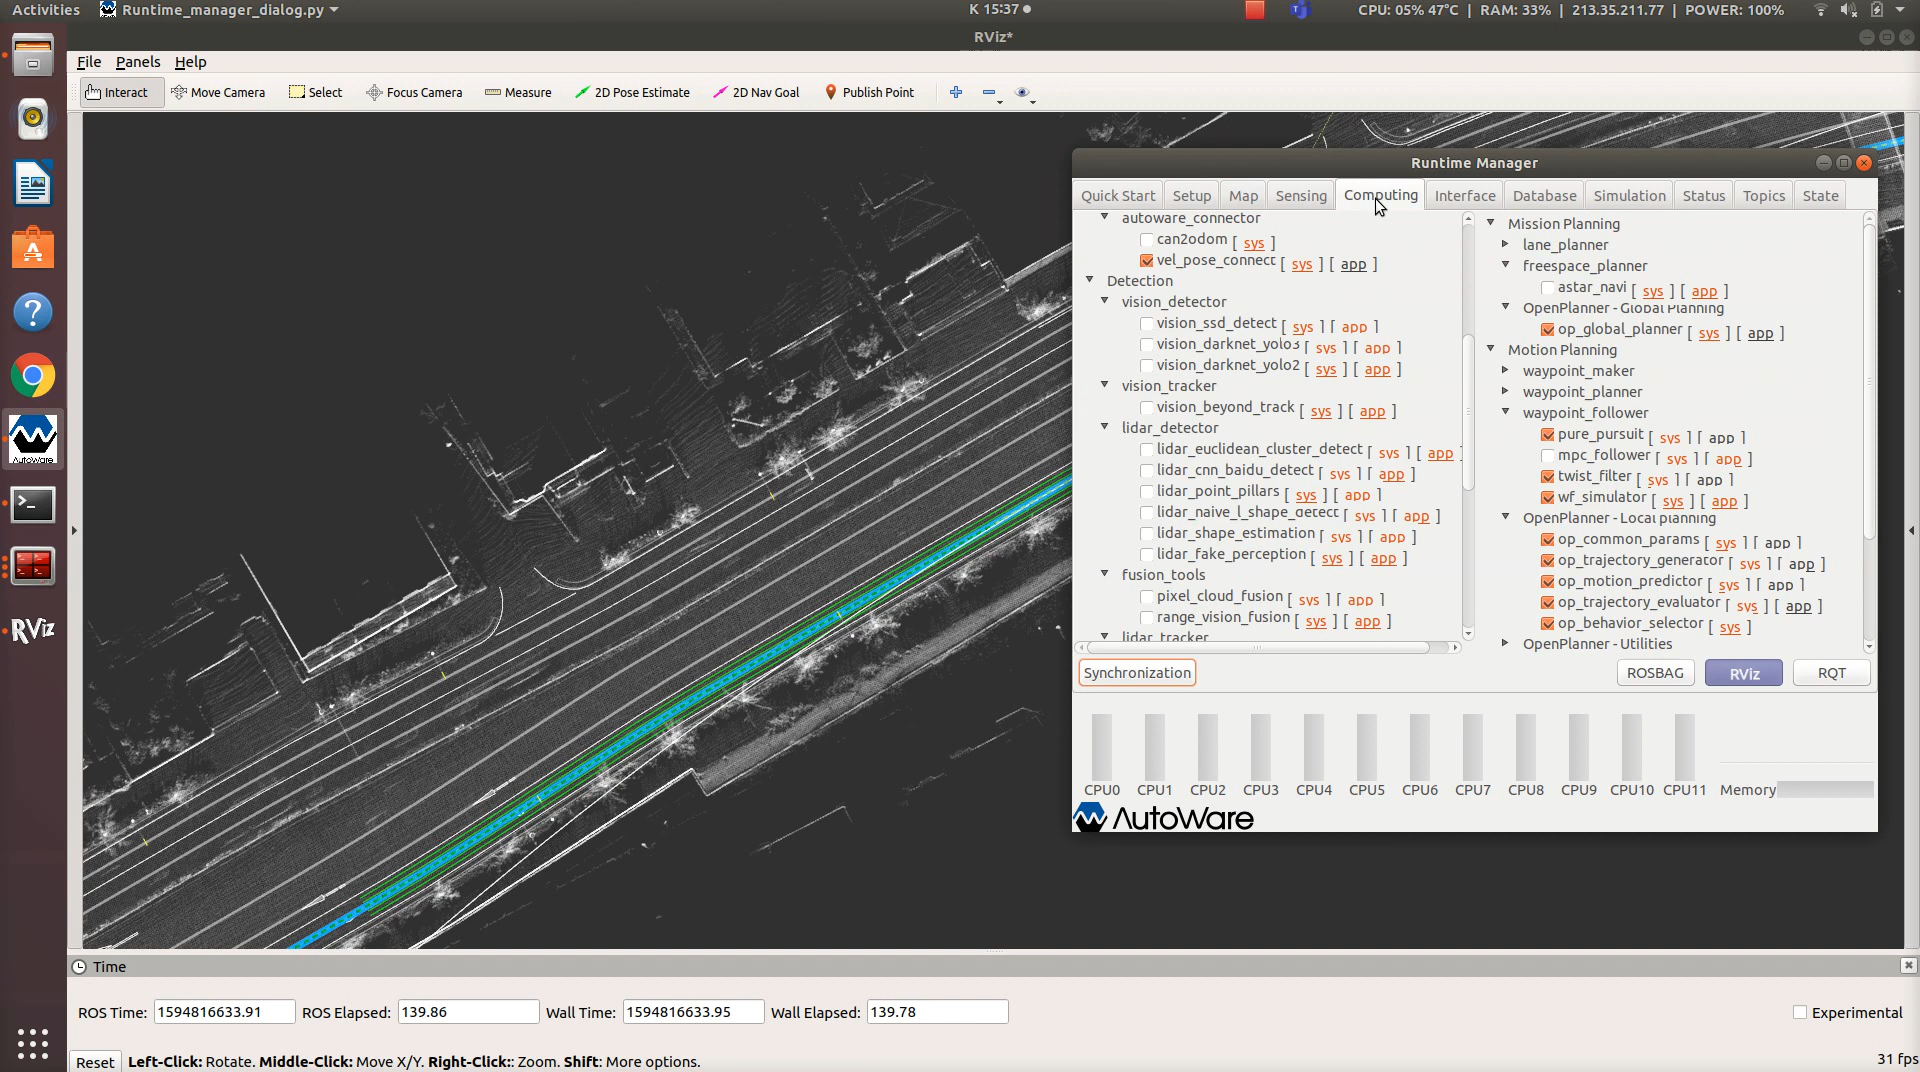 Activities Runtime_manager_dialog.py K 15:37 CPU: 05% 47°C | RAM: 33% | 213.35.211.77 | POWER: 100%
RViz*
File Panels Help
Interact Move Camera Select Focus Camera Measure 2D Pose Estimate 2D Nav Goal Publish Point
Runtime Manager
Quick Start Setup Map Sensing Computing Interface Database Simulation Status Topics State
autoware_connector
can2odom [ sys ]
vel_pose_connect [ sys ] [ app ]
Detection
vision_detector
vision_ssd_detect [ sys ] [ app ]
vision_darknet_yolo3 [ sys ] [ app ]
vision_darknet_yolo2 [ sys ] [ app ]
vision_tracker
vision_beyond_track [ sys ] [ app ]
lidar_detector
lidar_euclidean_cluster_detect [ sys ] [ app ]
lidar_cnn_baidu_detect [ sys ] [ app ]
lidar_point_pillars [ sys ] [ app ]
lidar_naive_l_shape_detect [ sys ] [ app ]
lidar_shape_estimation [ sys ] [ app ]
lidar_fake_perception [ sys ] [ app ]
fusion_tools
pixel_cloud_fusion [ sys ] [ app ]
range_vision_fusion [ sys ] [ app ]
lidar_tracker
Mission Planning
lane_planner
freespace_planner
astar_navi [ sys ] [ app ]
OpenPlanner - Global Planning
op_global_planner [ sys ] [ app ]
Motion Planning
waypoint_maker
waypoint_planner
waypoint_follower
pure_pursuit [ sys ] [ app ]
mpc_follower [ sys ] [ app ]
twist_filter [ sys ] [ app ]
wf_simulator [ sys ] [ app ]
OpenPlanner - Local planning
op_common_params [ sys ] [ app ]
op_trajectory_generator [ sys ] [ app ]
op_motion_predictor [ sys ] [ app ]
op_trajectory_evaluator [ sys ] [ app ]
op_behavior_selector [ sys ]
OpenPlanner - Utilities
Synchronization ROSBAG RViz RQT
CPU0 CPU1 CPU2 CPU3 CPU4 CPU5 CPU6 CPU7 CPU8 CPU9 CPU10 CPU11 Memory
AutoWare
AutoWare
RViz
Time
ROS Time: 1594816633.91 ROS Elapsed: 139.86 Wall Time: 1594816633.95 Wall Elapsed: 139.78 Experimental
Reset Left-Click: Rotate. Middle-Click: Move X/Y. Right-Click:: Zoom. Shift: More options. 31 fps